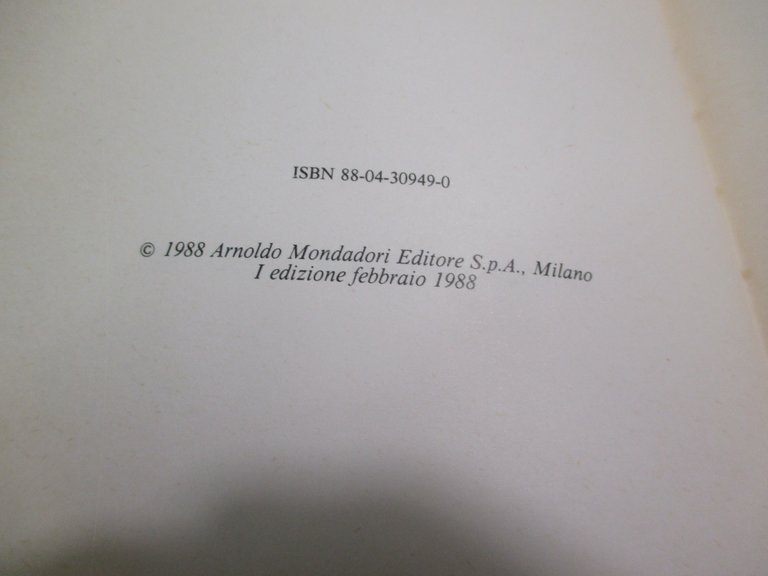 ISBN 88-04-30949-0
© 1988 Arnoldo Mondadori Editore S.p.A., Milano
I edizione febbraio 1988